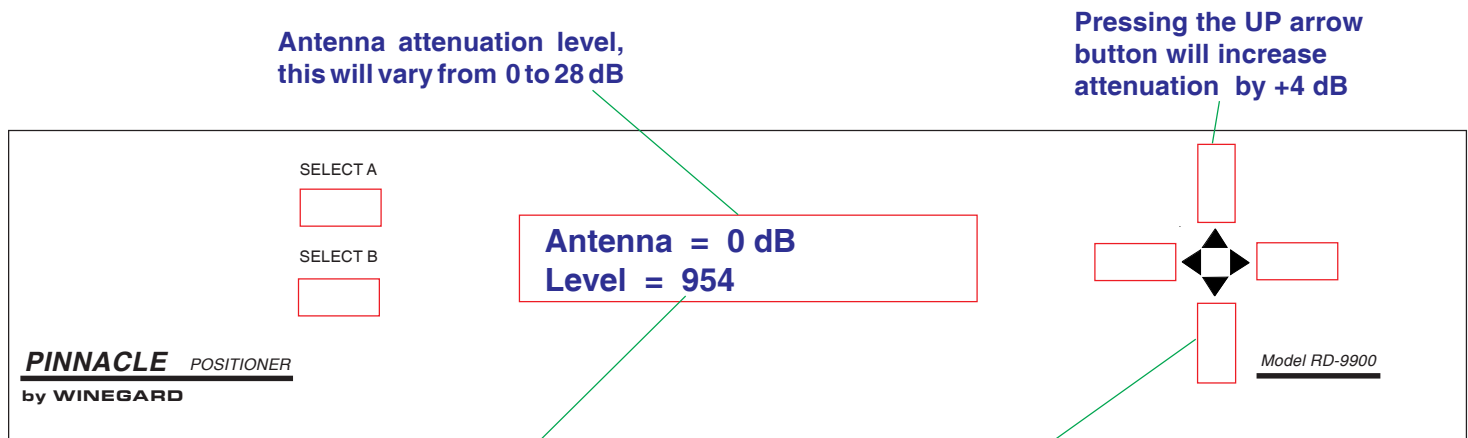 Antenna attenuation level,
this will vary from 0 to 28 dB
Pressing the UP arrow
button will increase
attenuation by +4 dB
SELECT A
SELECT B
Antenna = 0 dB
Level = 954
PINNACLE POSITIONER
by WINEGARD
Model RD-9900